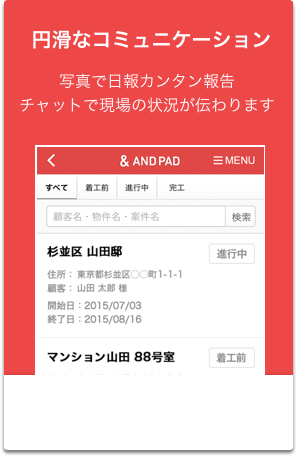 円滑なコミュニケーション
写真で日報カンタン報告
チャットで現場の状況が伝わります
& AND PAD MENU
すべて 着工前 進行中 完工
顧客名・物件名・案件名 検索
杉並区 山田邸 進行中
住所：東京都杉並区○○町1-1-1
顧客：山田 太郎 様
開始日：2015/07/03
終了日：2015/08/16
マンション山田 88号室 着工前